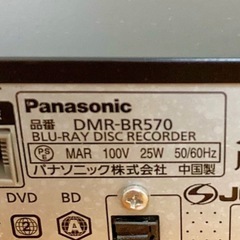 Panasonic
品番 DMR-BR570
BLU-RAY DISC RECORDER
PS E MAR 100V 25W 50/60Hz
パナソニック株式会社 中国製
DVD BD
2 A